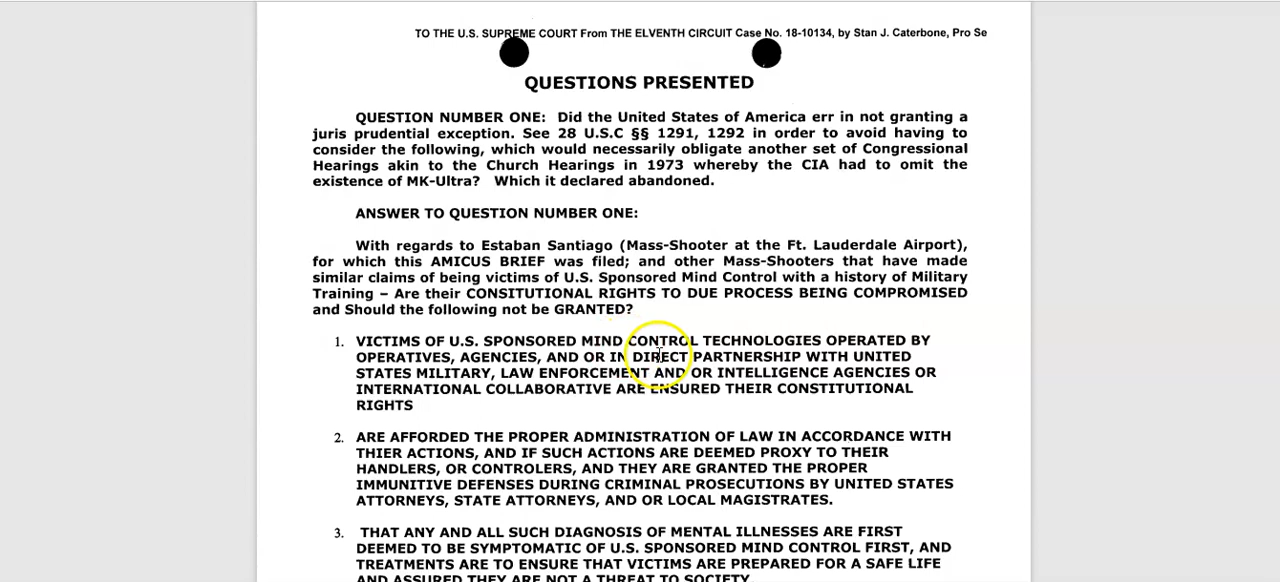 TO THE U.S. SUPREME COURT From THE ELVENTH CIRCUIT Case No. 18-10134, by Stan J. Caterbone, Pro Se
QUESTIONS PRESENTED
QUESTION NUMBER ONE: Did the United States of America err in not granting a
juris prudential exception. See 28 U.S.C §§ 1291, 1292 in order to avoid having to
consider the following, which would necessarily obligate another set of Congressional
Hearings akin to the Church Hearings in 1973 whereby the CIA had to omit the
existence of MK-Ultra? Which it declared abandoned.
ANSWER TO QUESTION NUMBER ONE:
With regards to Estaban Santiago (Mass-Shooter at the Ft. Lauderdale Airport),
for which this AMICUS BRIEF was filed; and other Mass-Shooters that have made
similar claims of being victims of U.S. Sponsored Mind Control with a history of Military
Training – Are their CONSITUTIONAL RIGHTS TO DUE PROCESS BEING COMPROMISED
and Should the following not be GRANTED?
1. VICTIMS OF U.S. SPONSORED MIND CONTROL TECHNOLOGIES OPERATED BY
OPERATIVES, AGENCIES, AND OR IN DIRECT PARTNERSHIP WITH UNITED
STATES MILITARY, LAW ENFORCEMENT AND OR INTELLIGENCE AGENCIES OR
INTERNATIONAL COLLABORATIVE ARE ENSURED THEIR CONSTITUTIONAL
RIGHTS
2. ARE AFFORDED THE PROPER ADMINISTRATION OF LAW IN ACCORDANCE WITH
THIER ACTIONS, AND IF SUCH ACTIONS ARE DEEMED PROXY TO THEIR
HANDLERS, OR CONTROLERS, AND THEY ARE GRANTED THE PROPER
IMMUNITIVE DEFENSES DURING CRIMINAL PROSECUTIONS BY UNITED STATES
ATTORNEYS, STATE ATTORNEYS, AND OR LOCAL MAGISTRATES.
3. THAT ANY AND ALL SUCH DIAGNOSIS OF MENTAL ILLNESSES ARE FIRST
DEEMED TO BE SYMPTOMATIC OF U.S. SPONSORED MIND CONTROL FIRST, AND
TREATMENTS ARE TO ENSURE THAT VICTIMS ARE PREPARED FOR A SAFE LIFE
AND ASSURED THEY ARE NOT A THREAT TO SOCIETY.